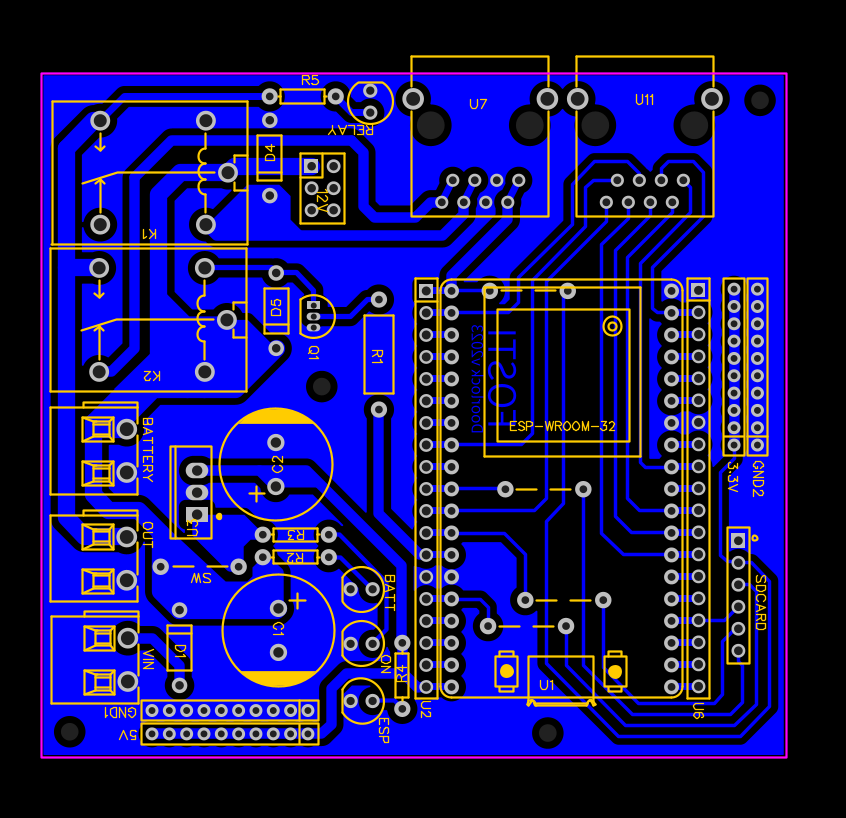 R5
U7
U11
RELAY
D4
12V
K1
D5
Q1
R1
K2
ESP-WROOM-32
BATTERY
C2
3.3V
GND2
U3
OUT
R3
R2
SW
BATT
SDCARD
C1
D1
VIN
ON
R4
U1
U2
U6
GND1
5V
ESP